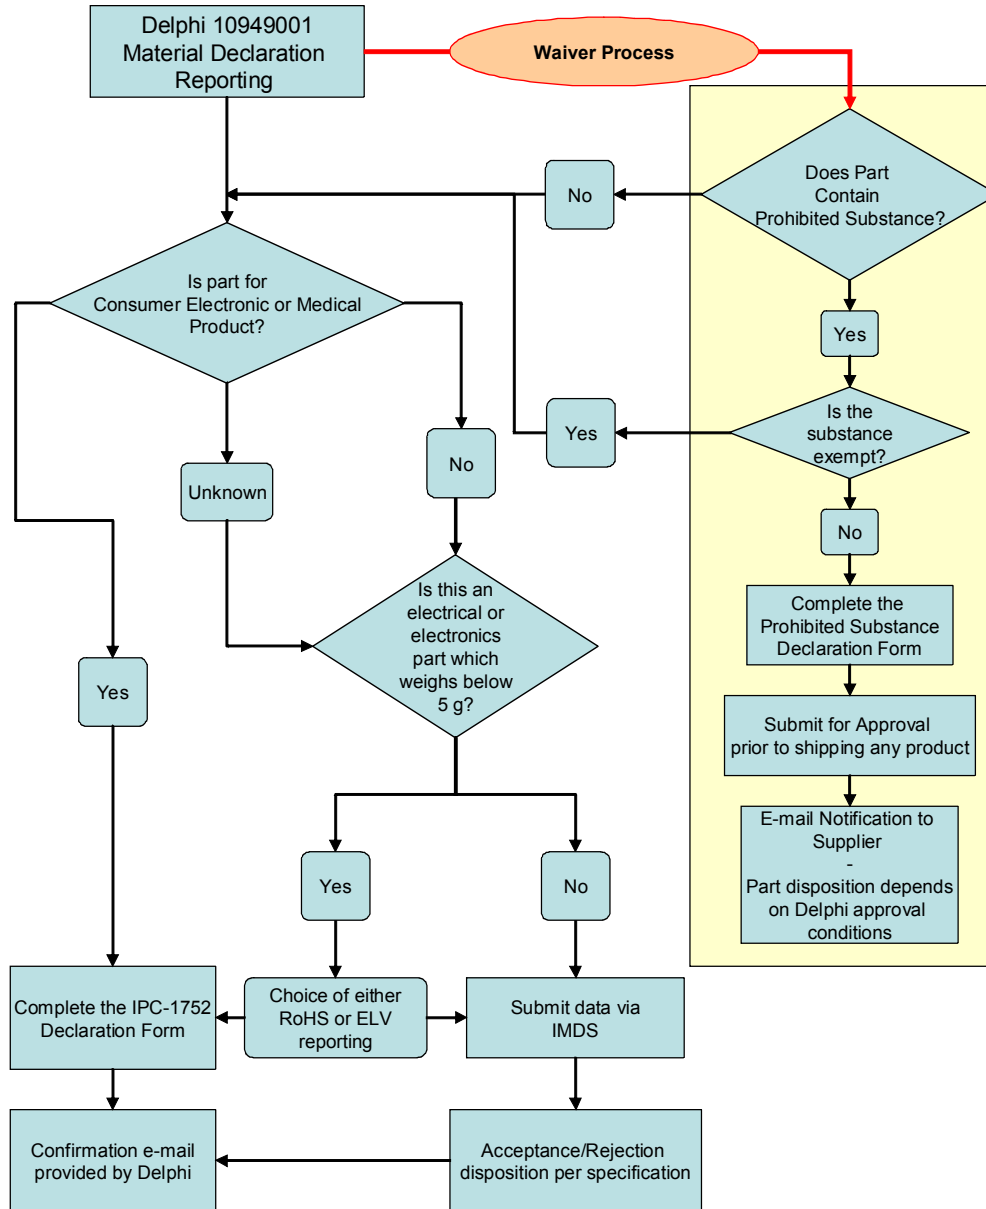 Delphi 10949001
Material Declaration
Reporting
Waiver Process
Does Part
Contain
Prohibited Substance?
No
Is part for
Consumer Electronic or Medical
Product?
Yes
Is the
substance
exempt?
Yes
No
Unknown
No
Is this an
electrical or
electronics
part which
weighs below
5 g?
Complete the
Prohibited Substance
Declaration Form
Yes
Submit for Approval
prior to shipping any product
E-mail Notification to
Supplier
-
Part disposition depends
on Delphi approval
conditions
Yes
No
Complete the IPC-1752
Declaration Form
Choice of either
RoHS or ELV
reporting
Submit data via
IMDS
Confirmation e-mail
provided by Delphi
Acceptance/Rejection
disposition per specification